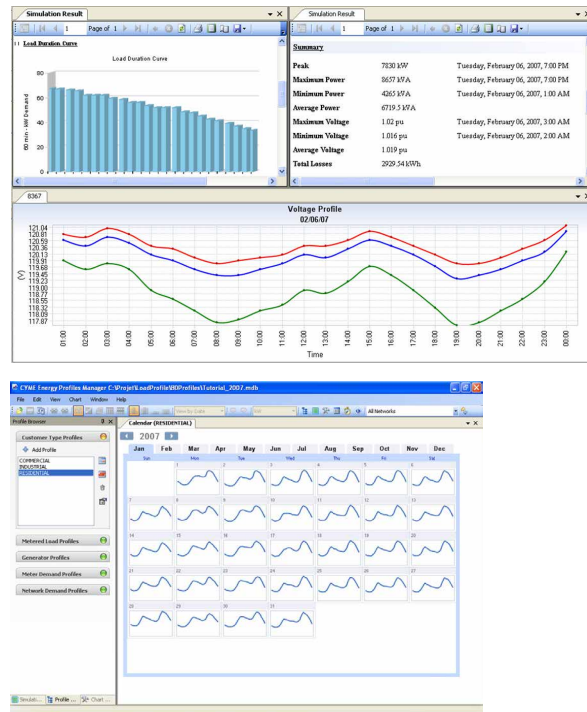 Simulation Result
1 Page of 1
Load Duration Curve
Load Duration Curve
60 min - kW Demand
80
60
40
20
0
Simulation Result
1 Page of 1
Summary
Peak 7830 kW Tuesday, February 06, 2007, 7:00 PM
Maximum Power 8657 kVA Tuesday, February 06, 2007, 7:00 PM
Minimum Power 4265 kVA Tuesday, February 06, 2007, 1:00 AM
Average Power 6719.5 kVA
Maximum Voltage 1.02 pu Tuesday, February 06, 2007, 3:00 AM
Minimum Voltage 1.016 pu Tuesday, February 06, 2007, 2:00 AM
Average Voltage 1.019 pu
Total Losses 2929.54 kWh
8367
Voltage Profile
02/06/07
(V)
121.04
120.81
120.59
120.36
120.13
119.91
119.68
119.45
119.23
119.00
118.77
118.55
118.32
118.09
117.87
01:00 02:00 03:00 04:00 05:00 06:00 07:00 08:00 09:00 10:00 11:00 12:00 13:00 14:00 15:00 16:00 17:00 18:00 19:00 20:00 21:00 22:00 23:00 00:00
Time
CYME Energy Profiles Manager C:\Projet\LoadProfile\BDProfiles\Tutorial_2007.mdb
File Edit View Chart Window Help
All Networks
Profile Browser
Calendar (RESIDENTIAL)
Customer Type Profiles
Add Profile
COMMERCIAL
INDUSTRIAL
RESIDENTIAL
Metered Load Profiles
Generator Profiles
Meter Demand Profiles
Network Demand Profiles
2007
Jan Feb Mar Apr May Jun Jul Aug Sep Oct Nov Dec
Sun Mon Tue Wed Thu Fri Sat
1 2 3 4 5 6
7 8 9 10 11 12 13
14 15 16 17 18 19 20
21 22 23 24 25 26 27
28 29 30 31
Simulati... Profile ... Chart ...